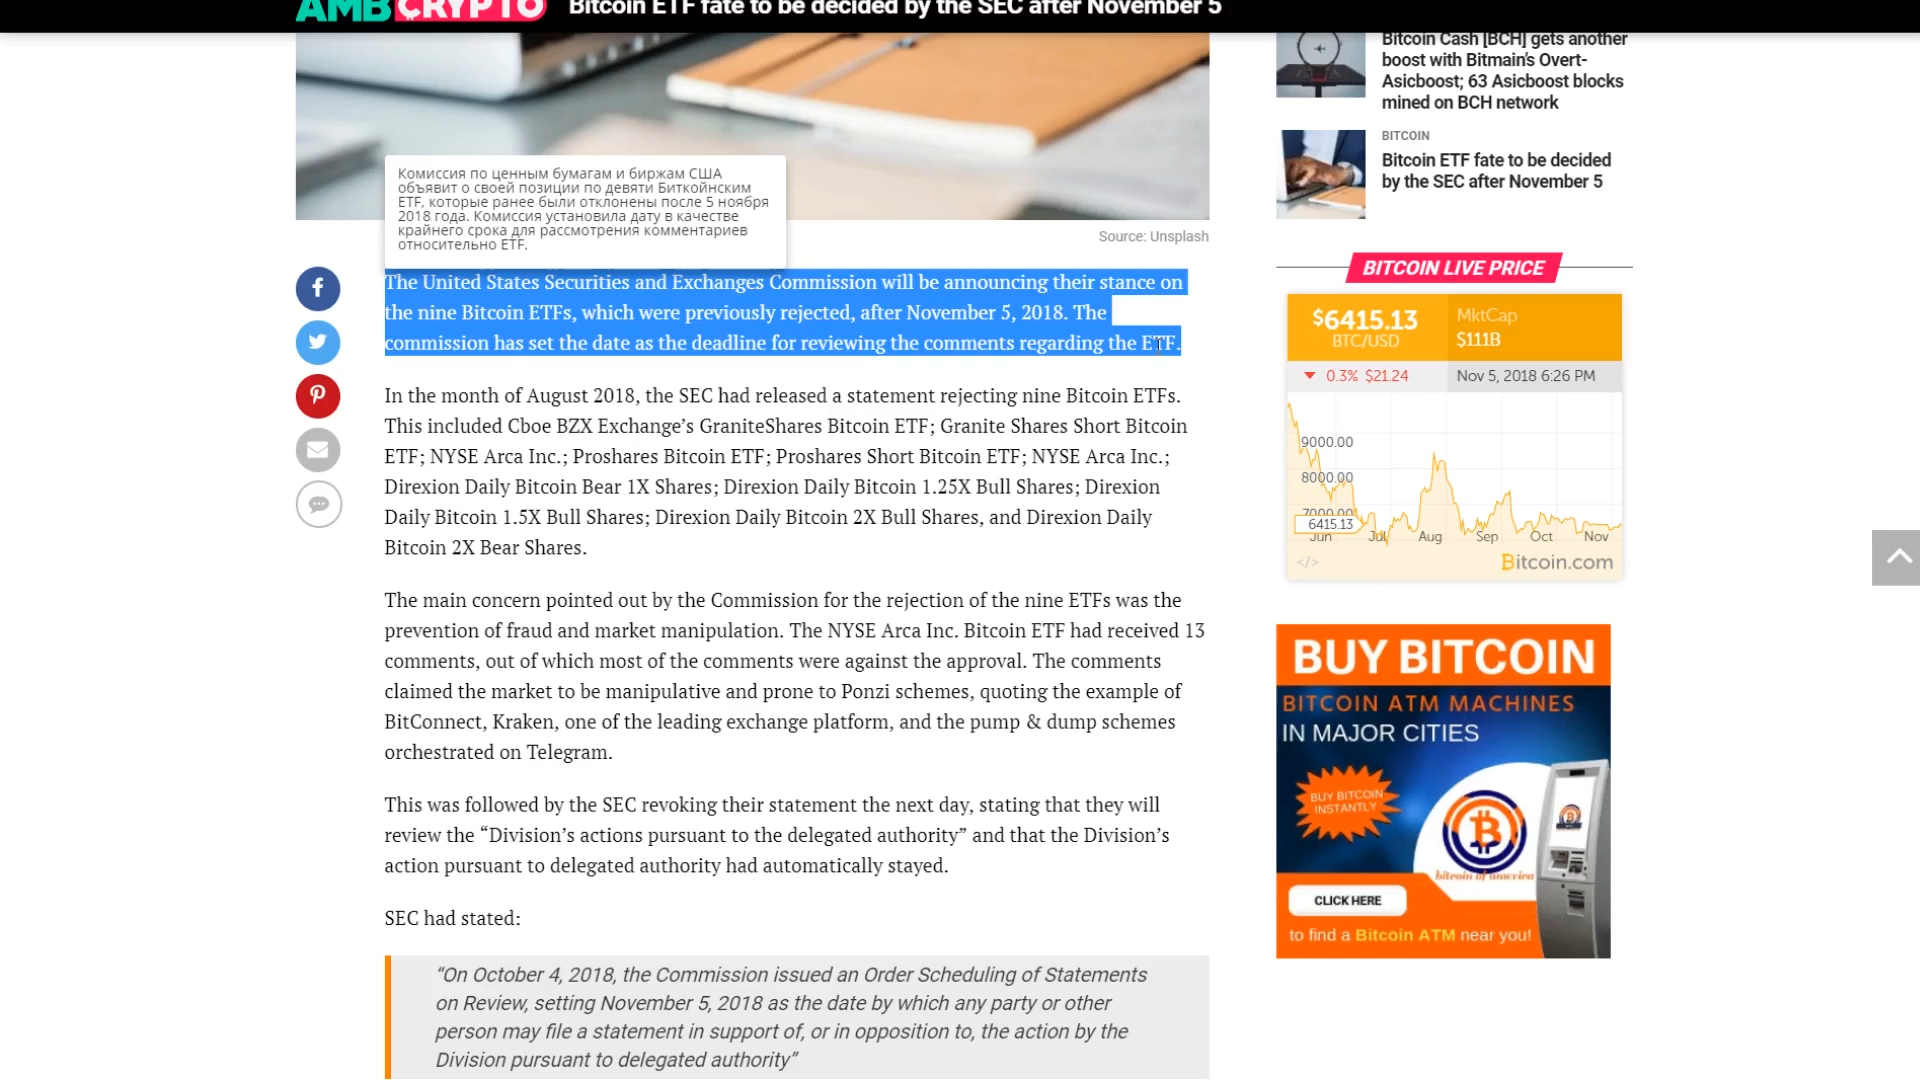 AMBCRYPTO
Bitcoin ETF fate to be decided by the SEC after November 5
Комиссия по ценным бумагам и биржам США
объявит о своей позиции по девяти Биткойнским
ETF, которые ранее были отклонены после 5 ноября
2018 года. Комиссия установила дату в качестве
крайнего срока для рассмотрения комментариев
относительно ETF.
Source: Unsplash
The United States Securities and Exchanges Commission will be announcing their stance on
the nine Bitcoin ETFs, which were previously rejected, after November 5, 2018. The
commission has set the date as the deadline for reviewing the comments regarding the ETF.
In the month of August 2018, the SEC had released a statement rejecting nine Bitcoin ETFs.
This included Cboe BZX Exchange’s GraniteShares Bitcoin ETF; Granite Shares Short Bitcoin
ETF; NYSE Arca Inc.; Proshares Bitcoin ETF; Proshares Short Bitcoin ETF; NYSE Arca Inc.;
Direxion Daily Bitcoin Bear 1X Shares; Direxion Daily Bitcoin 1.25X Bull Shares; Direxion
Daily Bitcoin 1.5X Bull Shares; Direxion Daily Bitcoin 2X Bull Shares, and Direxion Daily
Bitcoin 2X Bear Shares.
The main concern pointed out by the Commission for the rejection of the nine ETFs was the
prevention of fraud and market manipulation. The NYSE Arca Inc. Bitcoin ETF had received 13
comments, out of which most of the comments were against the approval. The comments
claimed the market to be manipulative and prone to Ponzi schemes, quoting the example of
BitConnect, Kraken, one of the leading exchange platform, and the pump & dump schemes
orchestrated on Telegram.
This was followed by the SEC revoking their statement the next day, stating that they will
review the “Division’s actions pursuant to the delegated authority” and that the Division’s
action pursuant to delegated authority had automatically stayed.
SEC had stated:
“On October 4, 2018, the Commission issued an Order Scheduling of Statements
on Review, setting November 5, 2018 as the date by which any party or other
person may file a statement in support of, or in opposition to, the action by the
Division pursuant to delegated authority”
Bitcoin Cash [BCH] gets another
boost with Bitmain’s Overt-
Asicboost; 63 Asicboost blocks
mined on BCH network
BITCOIN
Bitcoin ETF fate to be decided
by the SEC after November 5
BITCOIN LIVE PRICE
$6415.13
BTC/USD
MktCap
$111B
0.3% $21.24
Nov 5, 2018 6:26 PM
9000.00
8000.00
7000.00
6415.13
Jun Jul Aug Sep Oct Nov
</>
Bitcoin.com
BUY BITCOIN
BITCOIN ATM MACHINES
IN MAJOR CITIES
BUY BITCOIN
INSTANTLY
bitcoin of america
CLICK HERE
to find a Bitcoin ATM near you!